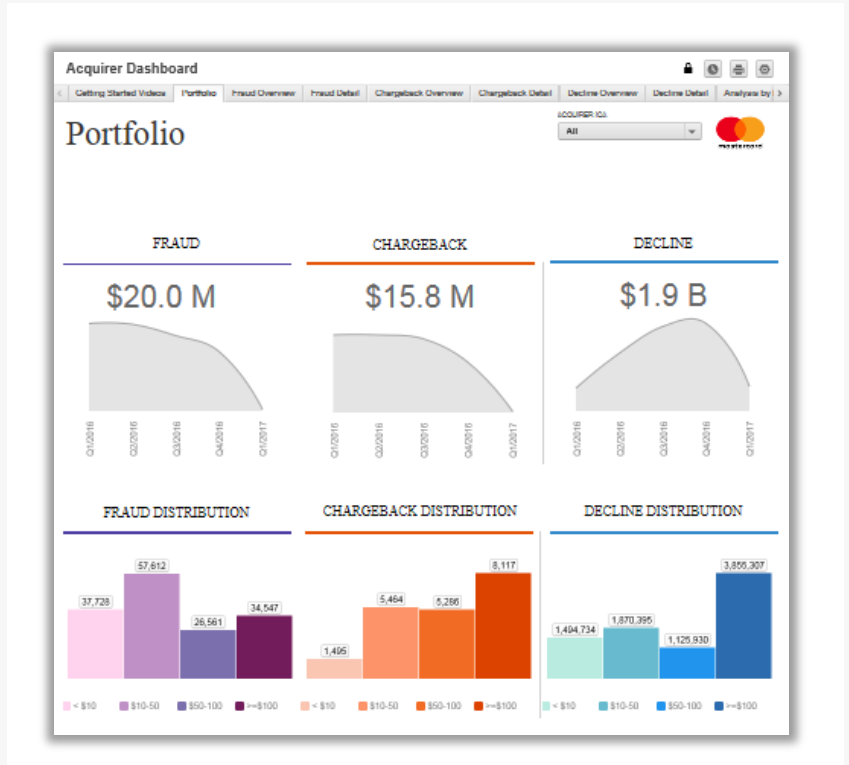 Acquirer Dashboard
Getting Started Videos Portfolio Fraud Overview Fraud Detail Chargeback Overview Chargeback Detail Decline Overview Decline Detail Analysis by
ACQUIRER ICA
All
Portfolio
mastercard
FRAUD CHARGEBACK DECLINE
$20.0 M $15.8 M $1.9 B
Q1/2016 Q2/2016 Q3/2016 Q4/2016 Q1/2017 Q1/2016 Q2/2016 Q3/2016 Q4/2016 Q1/2017 Q1/2016 Q2/2016 Q3/2016 Q4/2016 Q1/2017
FRAUD DISTRIBUTION CHARGEBACK DISTRIBUTION DECLINE DISTRIBUTION
37,728 57,612 26,561 34,547 1,495 5,464 5,286 8,117 1,494,734 1,870,395 1,125,930 3,855,307
< $10 $10-50 $50-100 >=$100 < $10 $10-50 $50-100 >=$100 < $10 $10-50 $50-100 >=$100